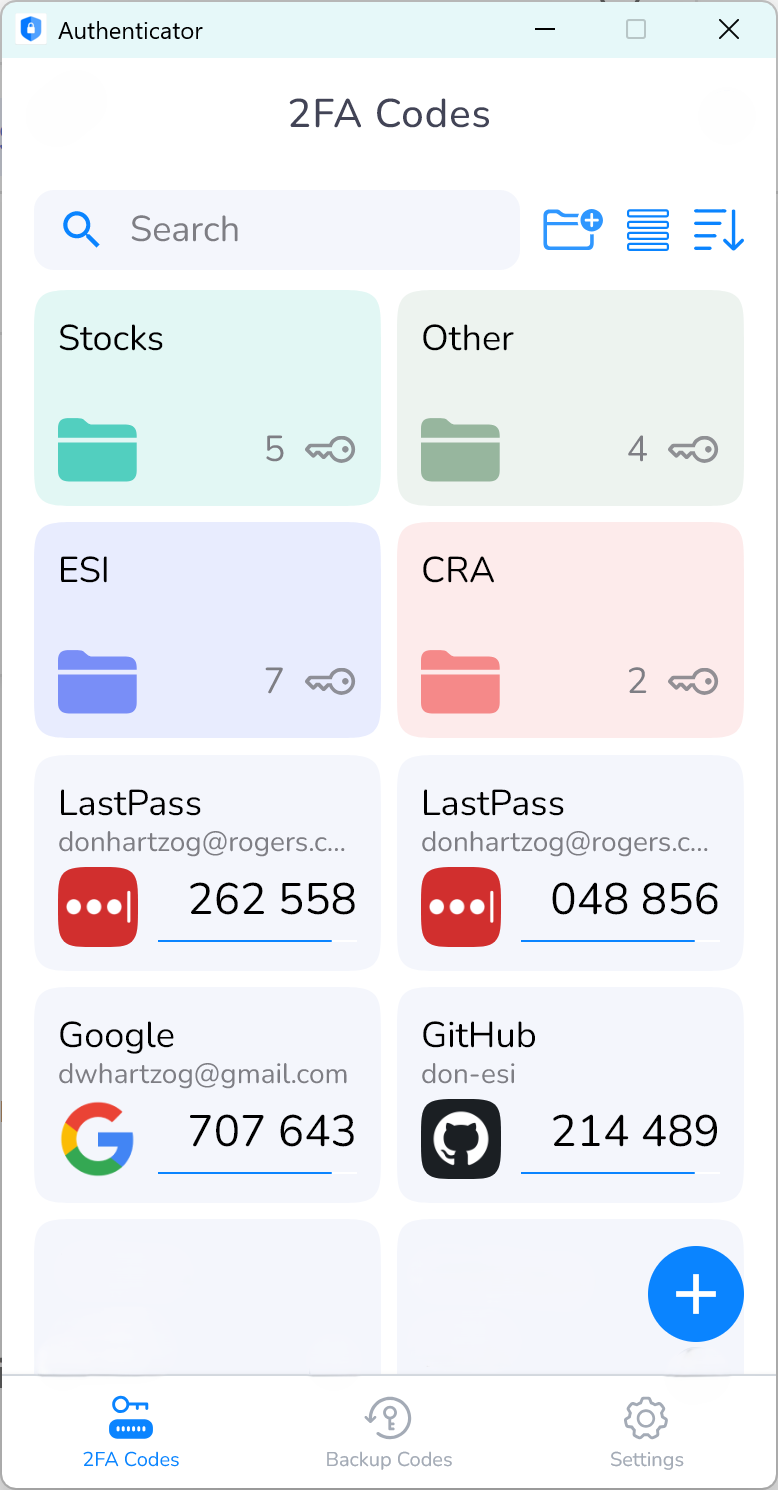 Authenticator
2FA Codes
Search
Stocks
5
Other
4
ESI
7
CRA
2
LastPass
donhartzog@rogers.c...
262 558
LastPass
donhartzog@rogers.c...
048 856
Google
dwhartzog@gmail.com
707 643
GitHub
don-esi
214 489
2FA Codes
Backup Codes
Settings